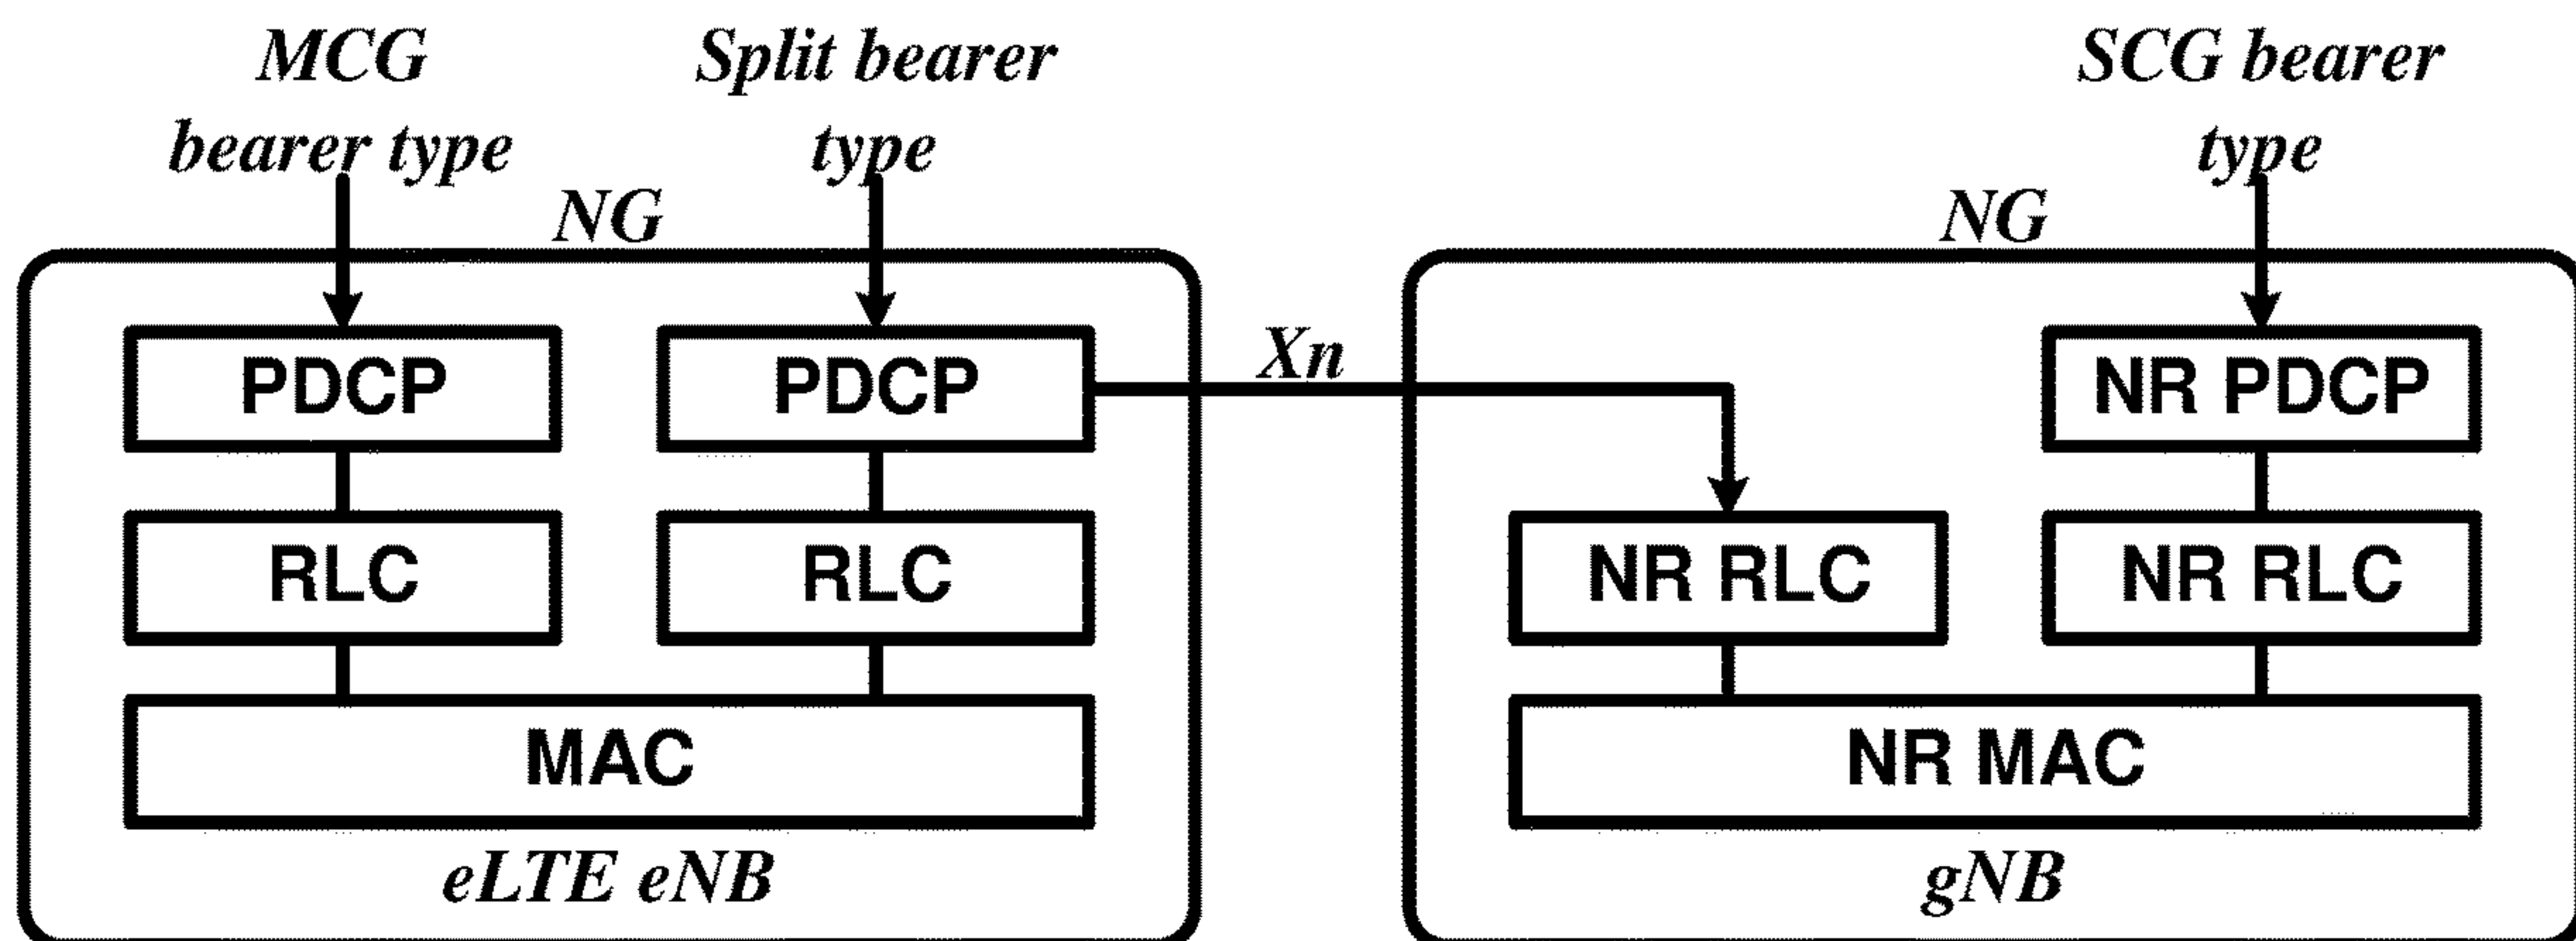 MCG
bearer type
Split bearer
type
SCG bearer
type
NG
NG
Xn
PDCP
PDCP
NR PDCP
RLC
RLC
NR RLC
NR RLC
MAC
NR MAC
eLTE eNB
gNB